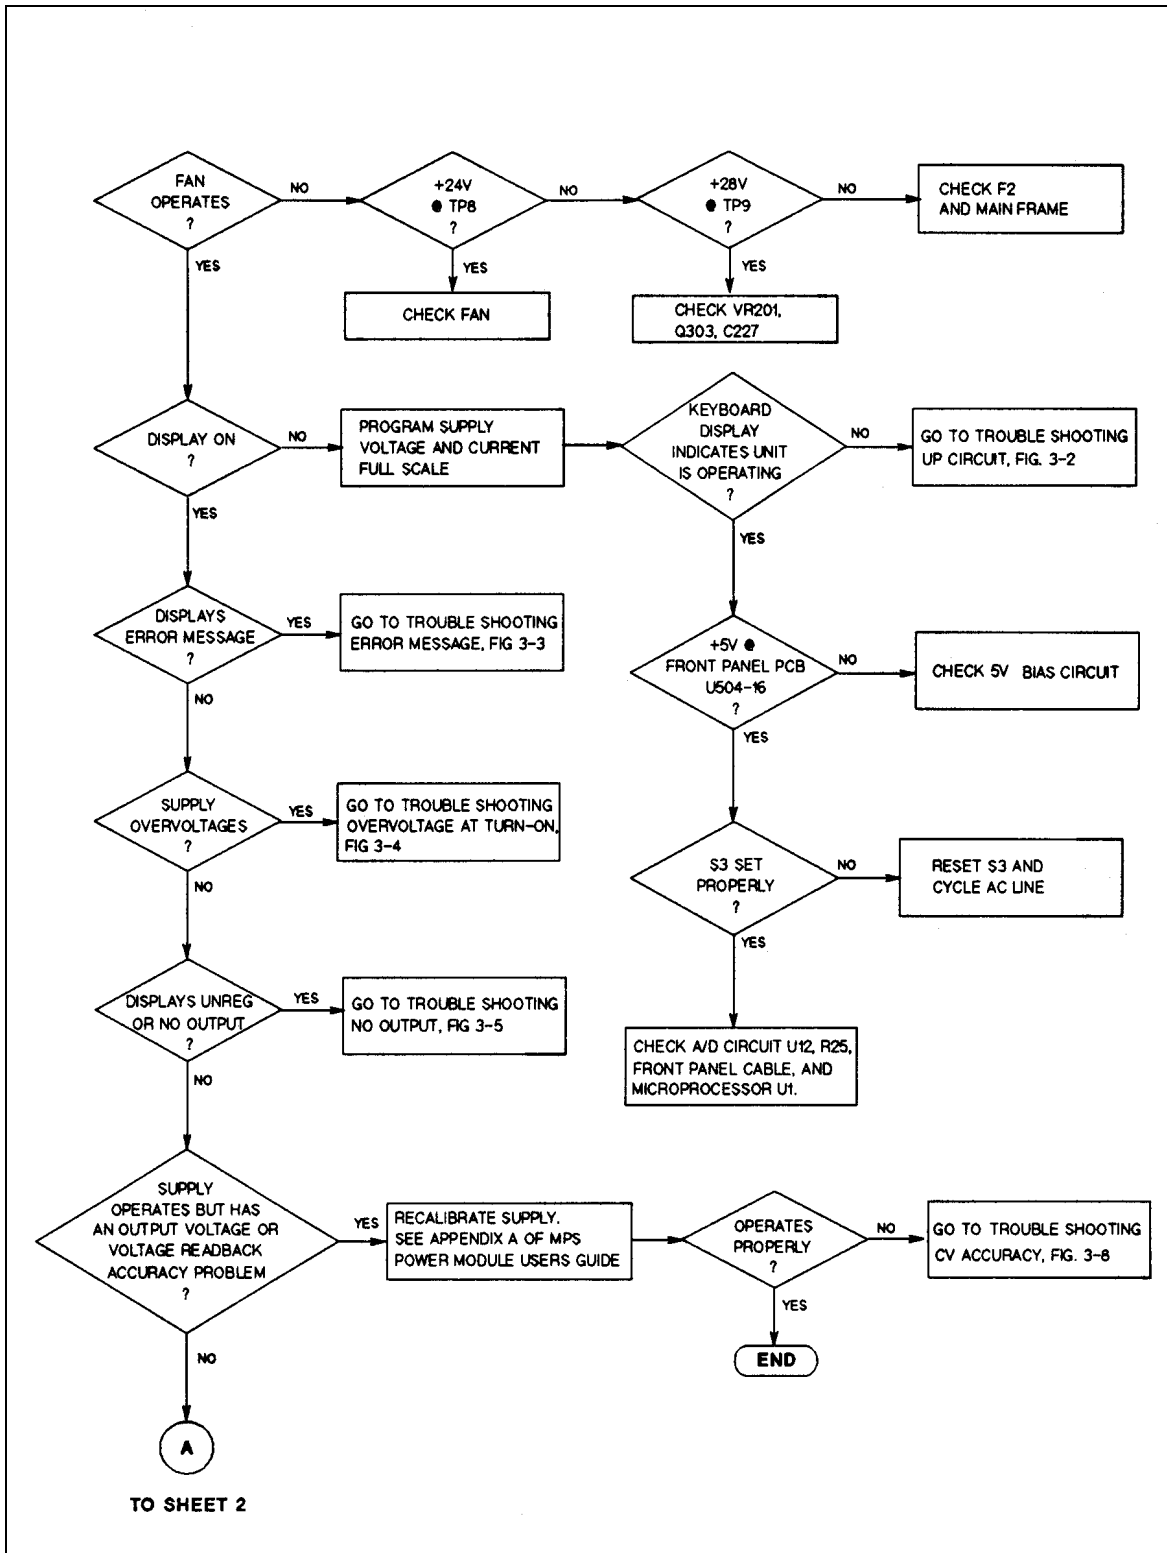 FAN
OPERATES
?
NO
YES
+24V
● TP8
?
NO
YES
CHECK FAN
+28V
● TP9
?
NO
YES
CHECK F2
AND MAIN FRAME
CHECK VR201,
Q303, C227
DISPLAY ON
?
NO
YES
PROGRAM SUPPLY
VOLTAGE AND CURRENT
FULL SCALE
KEYBOARD
DISPLAY
INDICATES UNIT
IS OPERATING
?
NO
YES
GO TO TROUBLE SHOOTING
UP CIRCUIT, FIG. 3-2
DISPLAYS
ERROR MESSAGE
?
YES
NO
GO TO TROUBLE SHOOTING
ERROR MESSAGE, FIG 3-3
+5V ●
FRONT PANEL PCB
U504-16
?
NO
YES
CHECK 5V BIAS CIRCUIT
SUPPLY
OVERVOLTAGES
?
YES
NO
GO TO TROUBLE SHOOTING
OVERVOLTAGE AT TURN-ON,
FIG 3-4
S3 SET
PROPERLY
?
NO
YES
RESET S3 AND
CYCLE AC LINE
DISPLAYS UNREG
OR NO OUTPUT
?
YES
NO
GO TO TROUBLE SHOOTING
NO OUTPUT, FIG 3-5
CHECK A/D CIRCUIT U12, R25,
FRONT PANEL CABLE, AND
MICROPROCESSOR U1.
SUPPLY
OPERATES BUT HAS
AN OUTPUT VOLTAGE OR
VOLTAGE READBACK
ACCURACY PROBLEM
?
YES
NO
RECALIBRATE SUPPLY.
SEE APPENDIX A OF MPS
POWER MODULE USERS GUIDE
OPERATES
PROPERLY
?
NO
YES
GO TO TROUBLE SHOOTING
CV ACCURACY, FIG. 3-8
END
A
TO SHEET 2